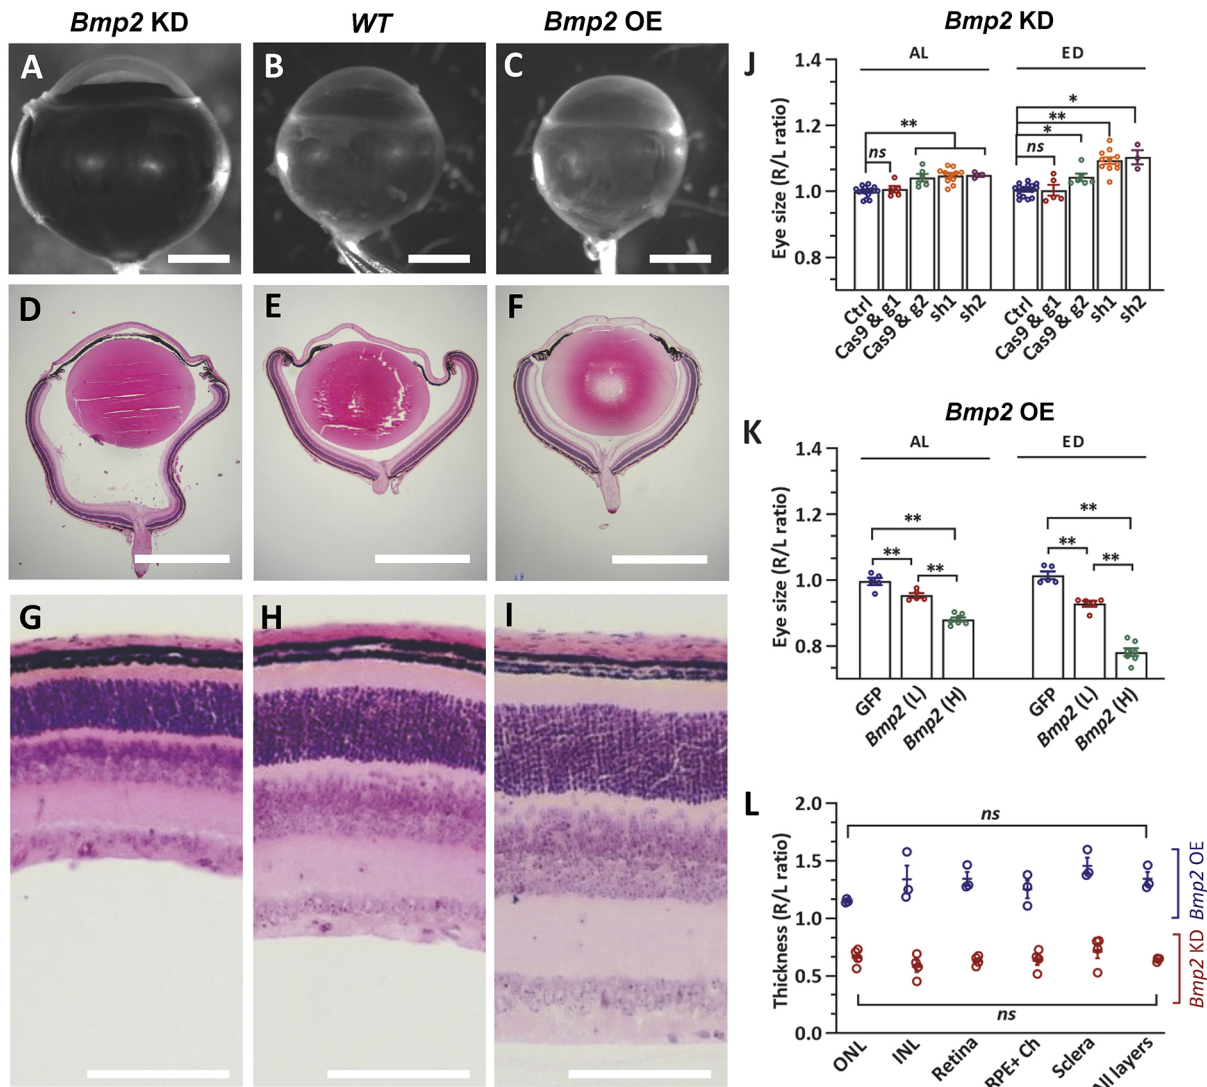 Bmp2 KD
WT
Bmp2 OE
A
B
C
D
E
F
G
H
I
J
Bmp2 KD
AL
ED
Eye size (R/L ratio)
1.4
1.2
1.0
0.8
ns
**
ns
*
**
*
Ctrl
Cas9 & g1
Cas9 & g2
sh1
sh2
Ctrl
Cas9 & g1
Cas9 & g2
sh1
sh2
K
Bmp2 OE
AL
ED
Eye size (R/L ratio)
1.4
1.2
1.0
0.8
**
**
**
**
**
**
GFP
Bmp2 (L)
Bmp2 (H)
GFP
Bmp2 (L)
Bmp2 (H)
L
Thickness (R/L ratio)
2.0
1.5
1.0
0.5
0.0
ns
ns
Bmp2 OE
Bmp2 KD
ONL
INL
Retina
RPE+ Ch
Sclera
All layers